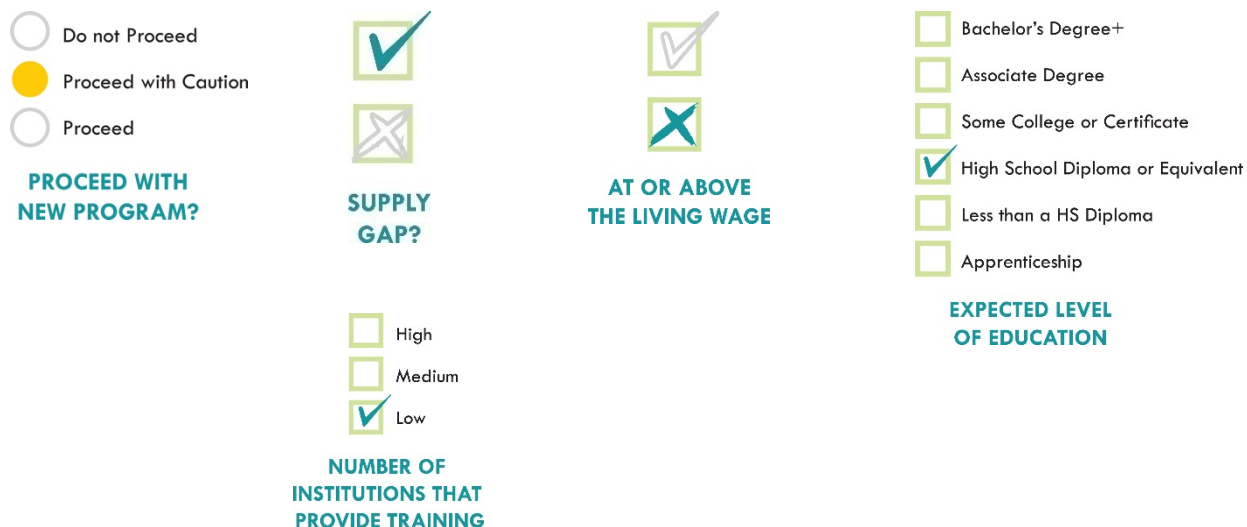 Do not Proceed
Proceed with Caution
Proceed
PROCEED WITH
NEW PROGRAM?
SUPPLY
GAP?
AT OR ABOVE
THE LIVING WAGE
Bachelor's Degree+
Associate Degree
Some College or Certificate
High School Diploma or Equivalent
Less than a HS Diploma
Apprenticeship
EXPECTED LEVEL
OF EDUCATION
High
Medium
Low
NUMBER OF
INSTITUTIONS THAT
PROVIDE TRAINING